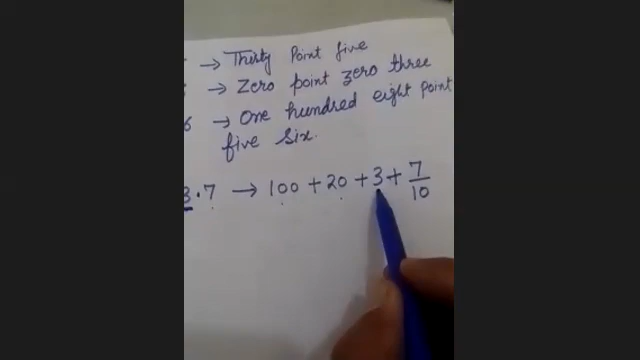 → Thirty Point five
→ Zero point zero three
6 → One hundred eight point
five six.
3.7 → 100 + 20 + 3 + 7/10